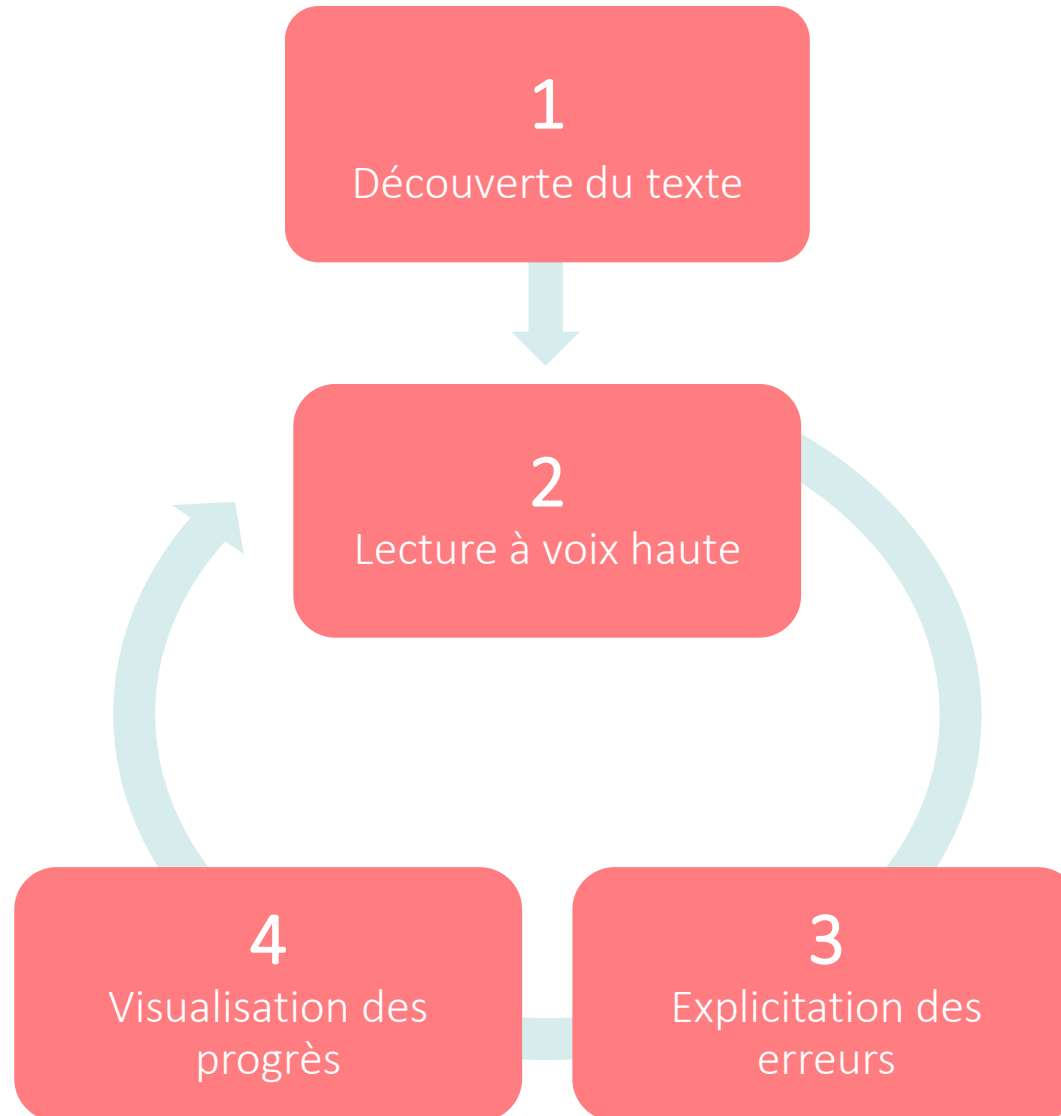 1
Découverte du texte
2
Lecture à voix haute
4
Visualisation des
progrès
3
Explicitation des
erreurs